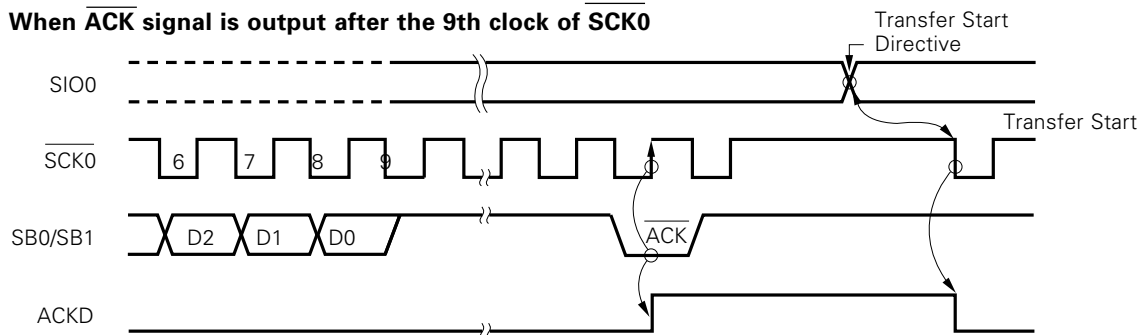 When ACK signal is output after the 9th clock of SCK0
Transfer Start
Directive
SIO0
Transfer Start
SCK0
6 7 8 9
SB0/SB1
D2 D1 D0 ACK
ACKD